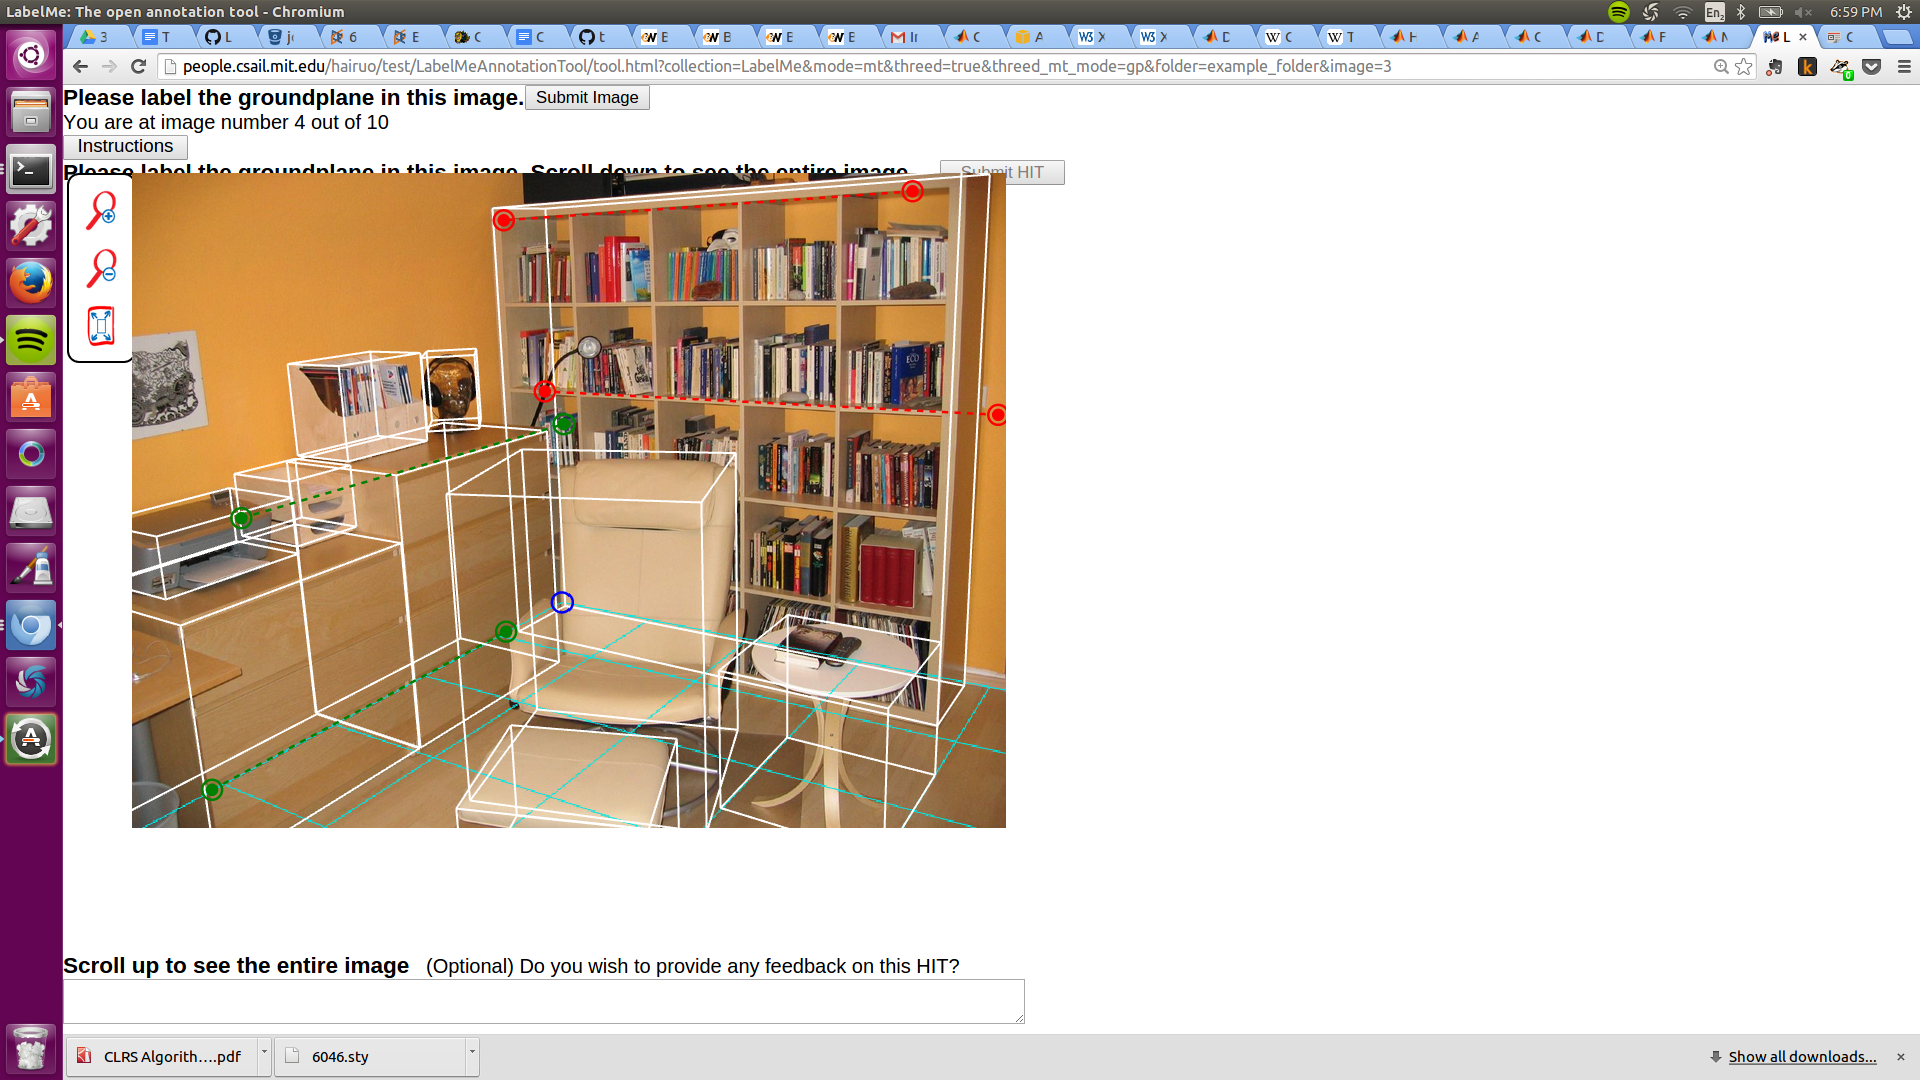 LabelMe: The open annotation tool - Chromium
En
6:59 PM
3
T
L
6
E
C
C
t
E
B
E
E
C
A
W3 X
W3 X
D
W C
W T
H
A
C
D
F
L ×
C
people.csail.mit.edu/hairuo/test/LabelMeAnnotationTool/tool.html?collection=LabelMe&mode=mt&threed=true&threed_mt_mode=gp&folder=example_folder&image=3
Please label the groundplane in this image. Submit Image
You are at image number 4 out of 10
Instructions
Please label the groundplane in this image. Scroll down to see the entire image. Submit HIT
ECO
Scroll up to see the entire image (Optional) Do you wish to provide any feedback on this HIT?
CLRS Algorith....pdf
6046.sty
Show all downloads...